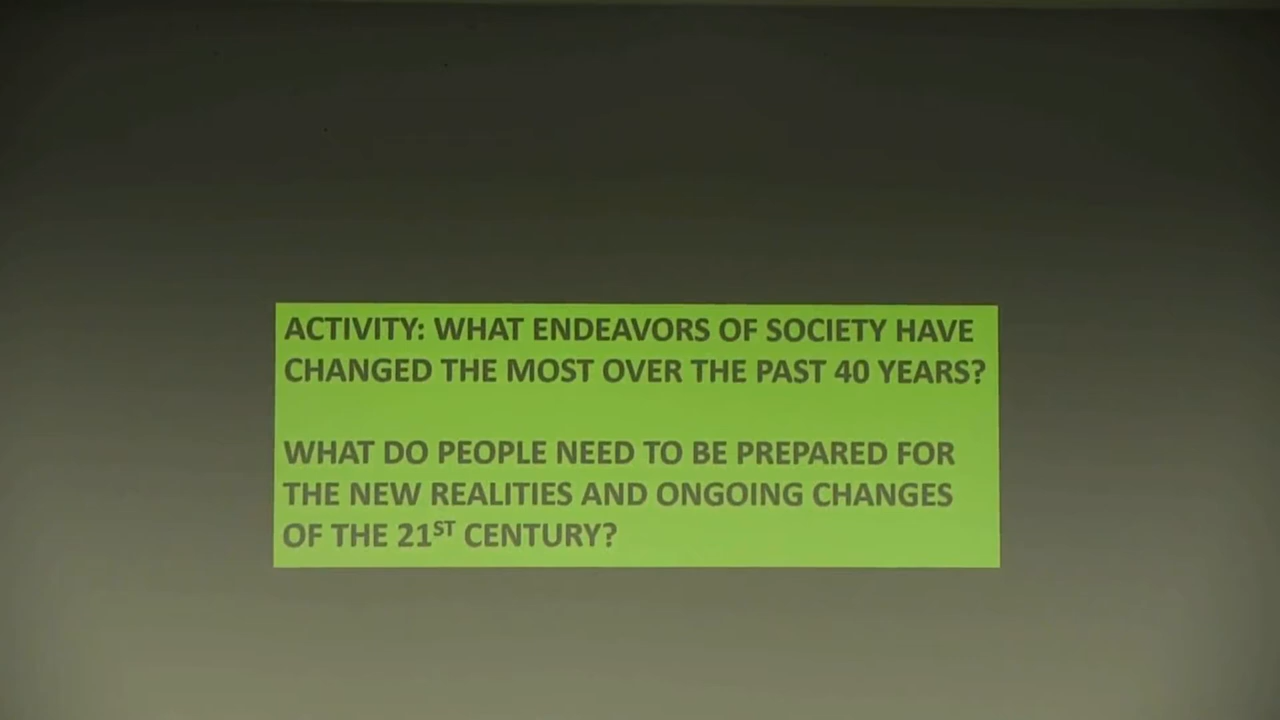 ACTIVITY: WHAT ENDEAVORS OF SOCIETY HAVE
CHANGED THE MOST OVER THE PAST 40 YEARS?
WHAT DO PEOPLE NEED TO BE PREPARED FOR
THE NEW REALITIES AND ONGOING CHANGES
OF THE 21ST CENTURY?